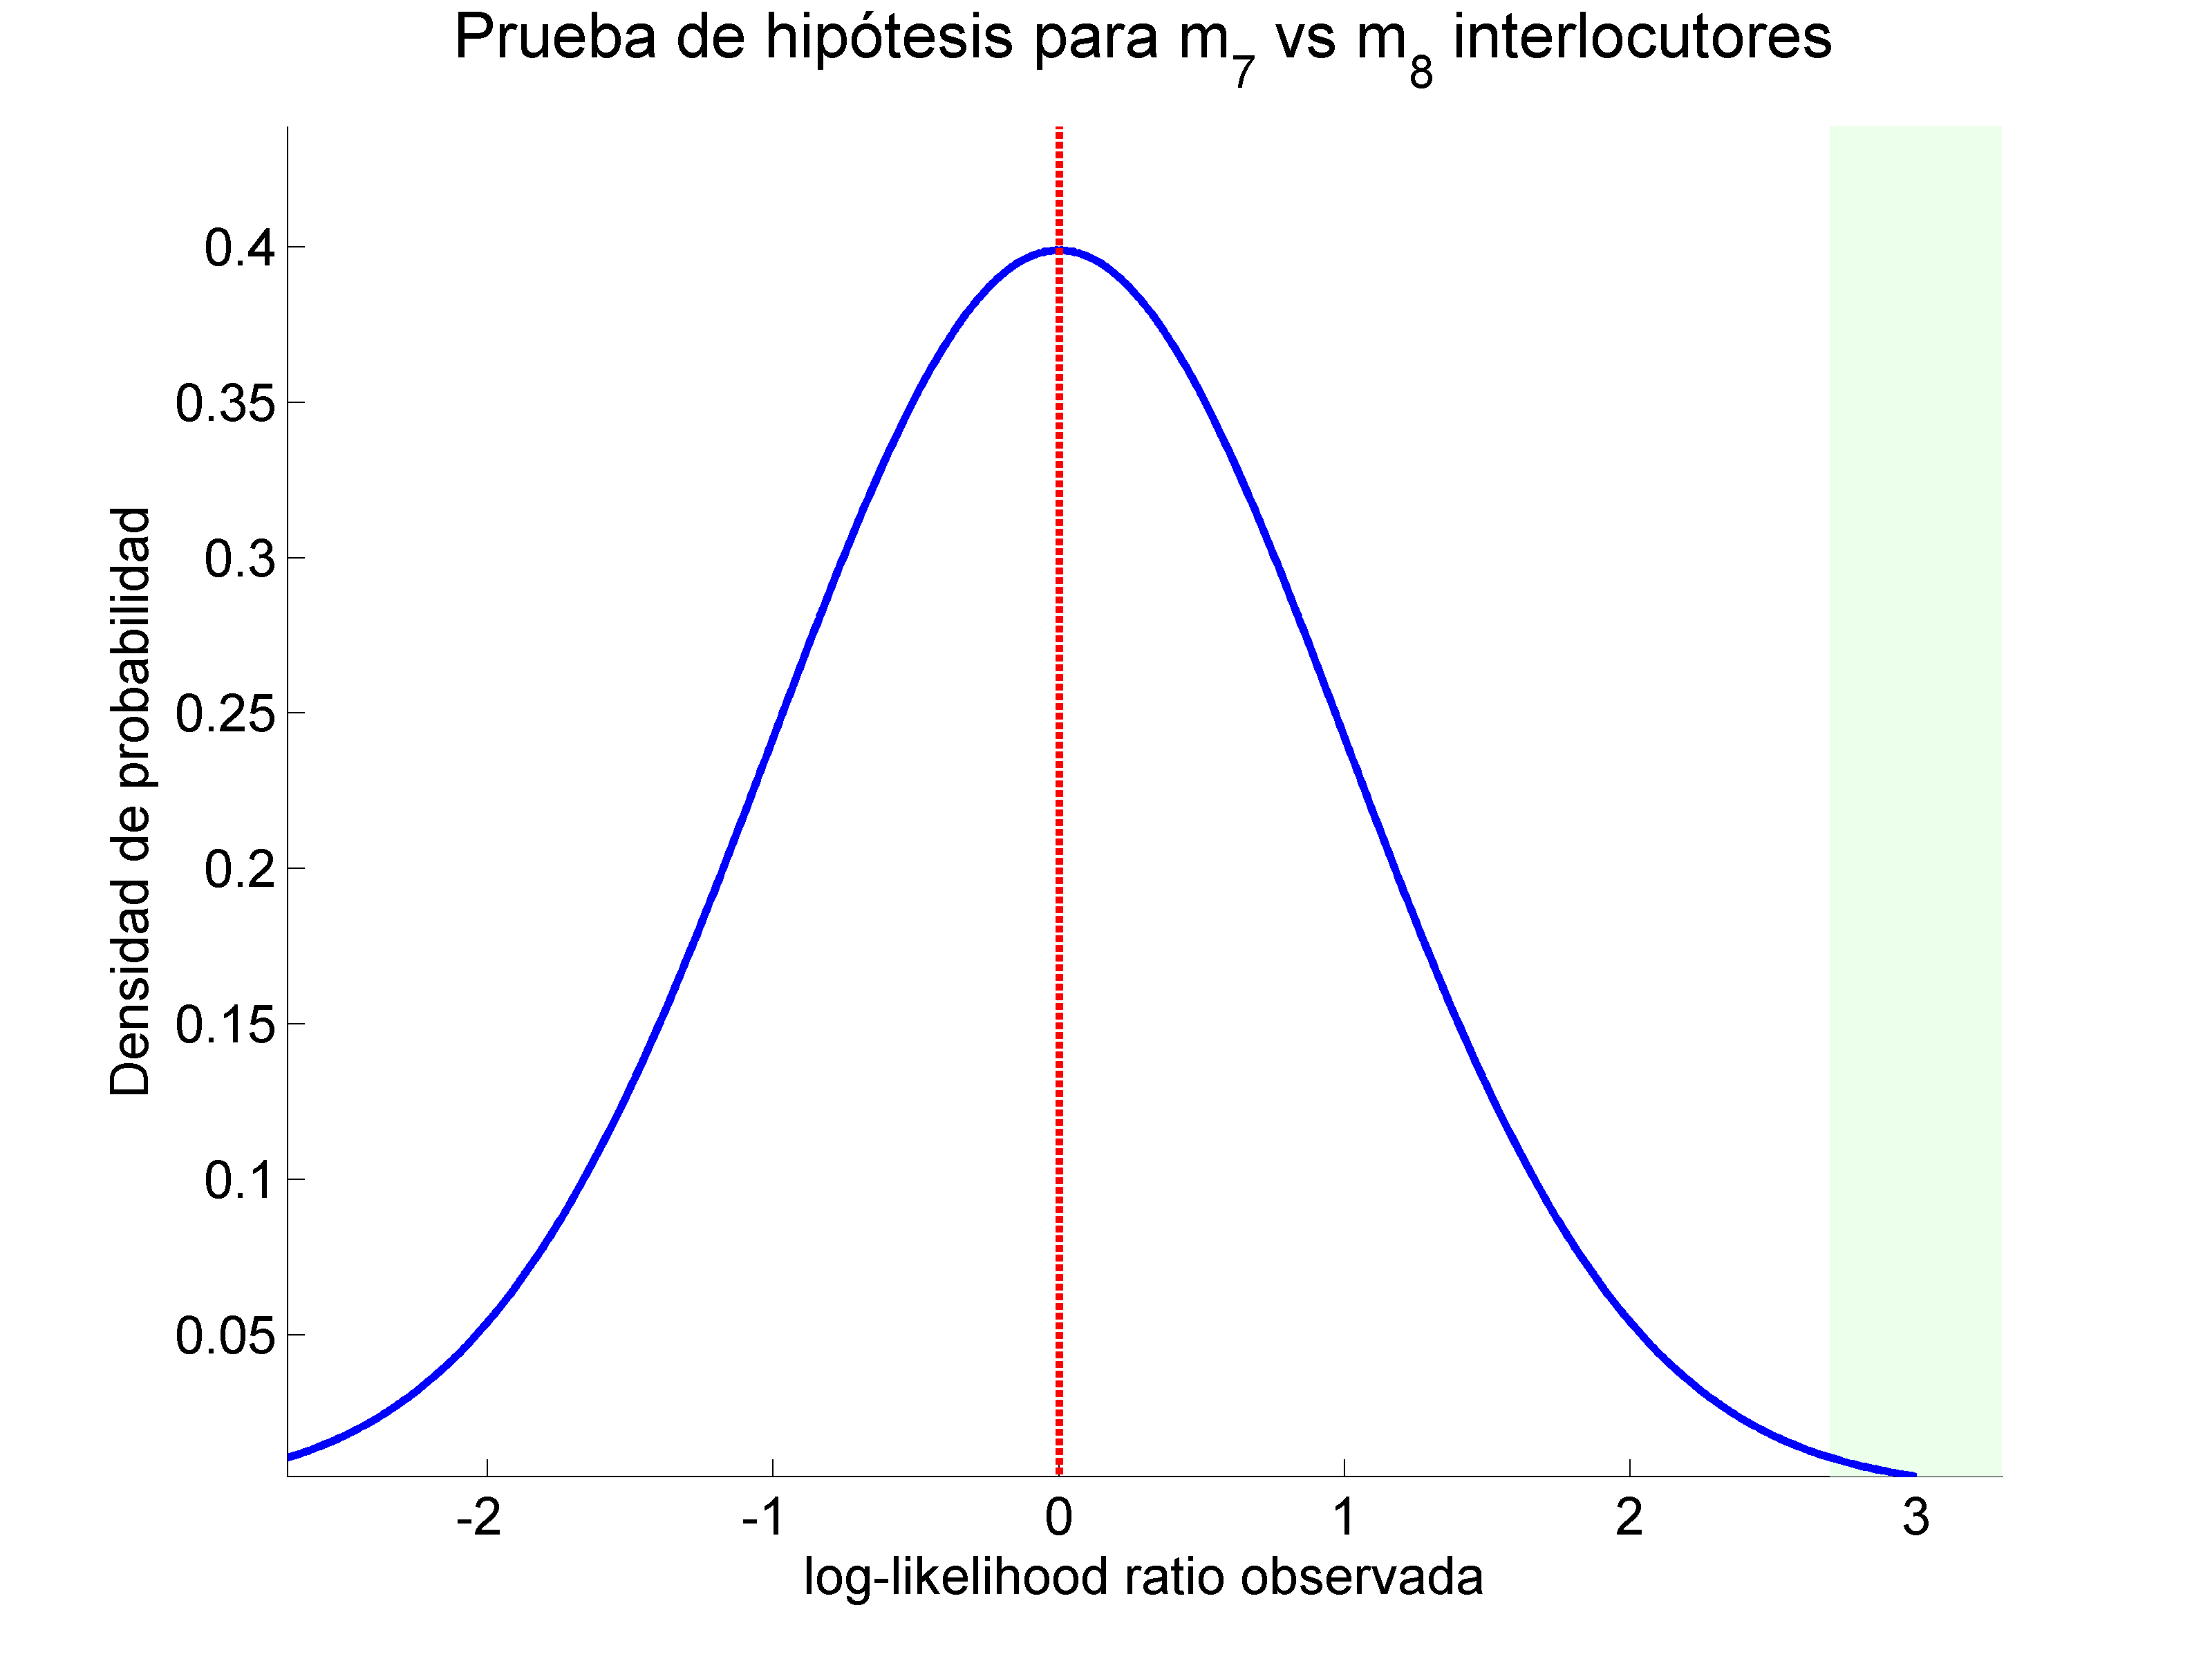 Prueba de hipótesis para m₇ vs m₈ interlocutores
0.4
0.35
0.3
0.25
0.2
0.15
0.1
0.05
Densidad de probabilidad
-2 -1 0 1 2 3
log-likelihood ratio observada